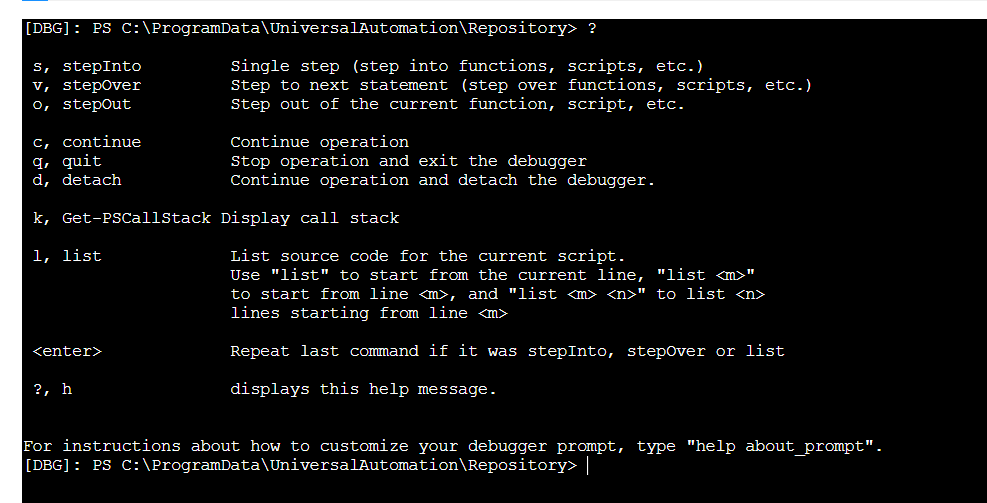 [DBG]: PS C:\ProgramData\UniversalAutomation\Repository> ?
s, stepInto Single step (step into functions, scripts, etc.)
v, stepOver Step to next statement (step over functions, scripts, etc.)
o, stepOut Step out of the current function, script, etc.
c, continue Continue operation
q, quit Stop operation and exit the debugger
d, detach Continue operation and detach the debugger.
k, Get-PSCallStack Display call stack
l, list List source code for the current script.
Use "list" to start from the current line, "list <m>"
to start from line <m>, and "list <m> <n>" to list <n>
lines starting from line <m>
<enter> Repeat last command if it was stepInto, stepOver or list
?, h displays this help message.
For instructions about how to customize your debugger prompt, type "help about_prompt".
[DBG]: PS C:\ProgramData\UniversalAutomation\Repository>